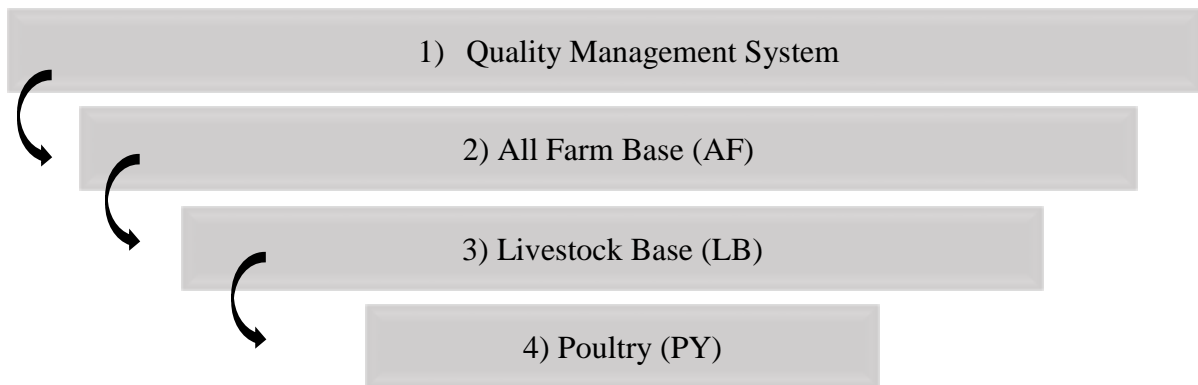 1) Quality Management System
2) All Farm Base (AF)
3) Livestock Base (LB)
4) Poultry (PY)